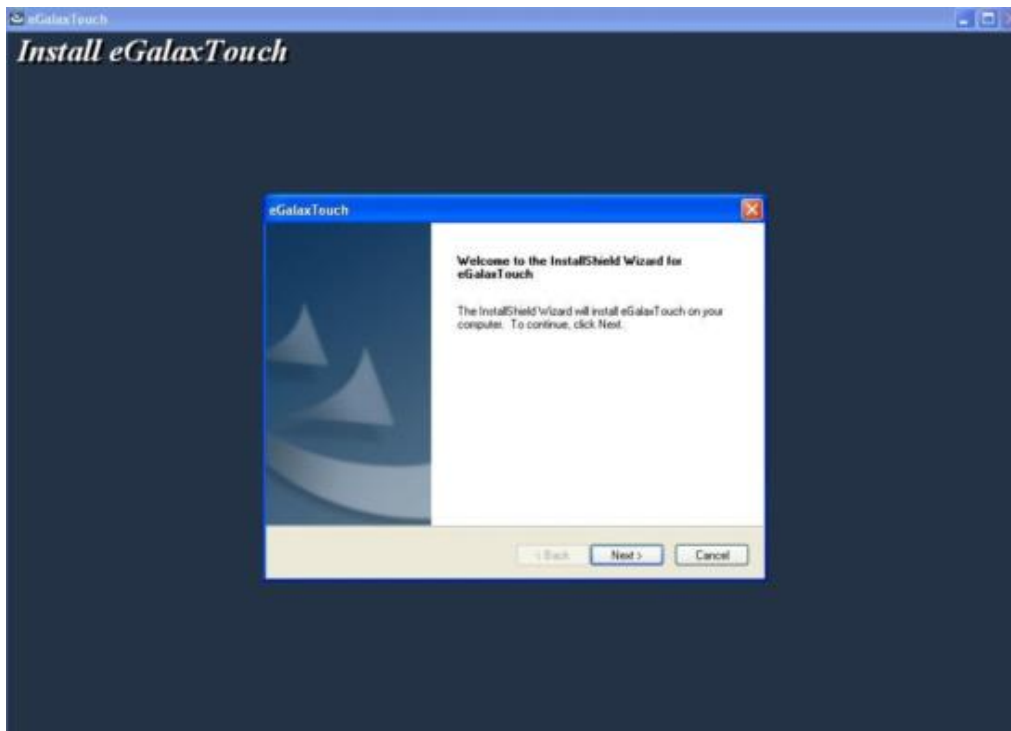 eGalaxTouch
Install eGalaxTouch
eGalaxTouch
Welcome to the InstallShield Wizard for
eGalaxTouch
The InstallShield Wizard will install eGalaxTouch on your
computer. To continue, click Next.
< Back Next > Cancel